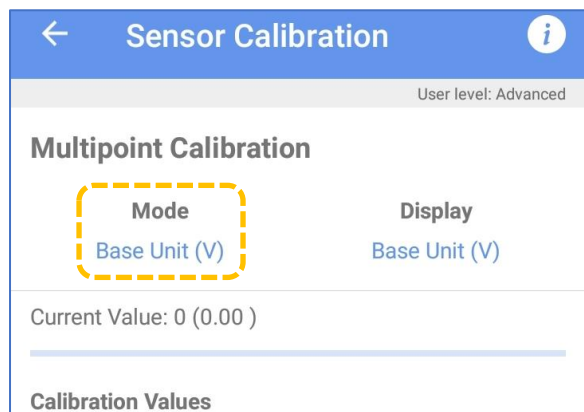 Sensor Calibration
i
User level: Advanced
Multipoint Calibration
Mode Display
Base Unit (V) Base Unit (V)
Current Value: 0 (0.00 )
Calibration Values